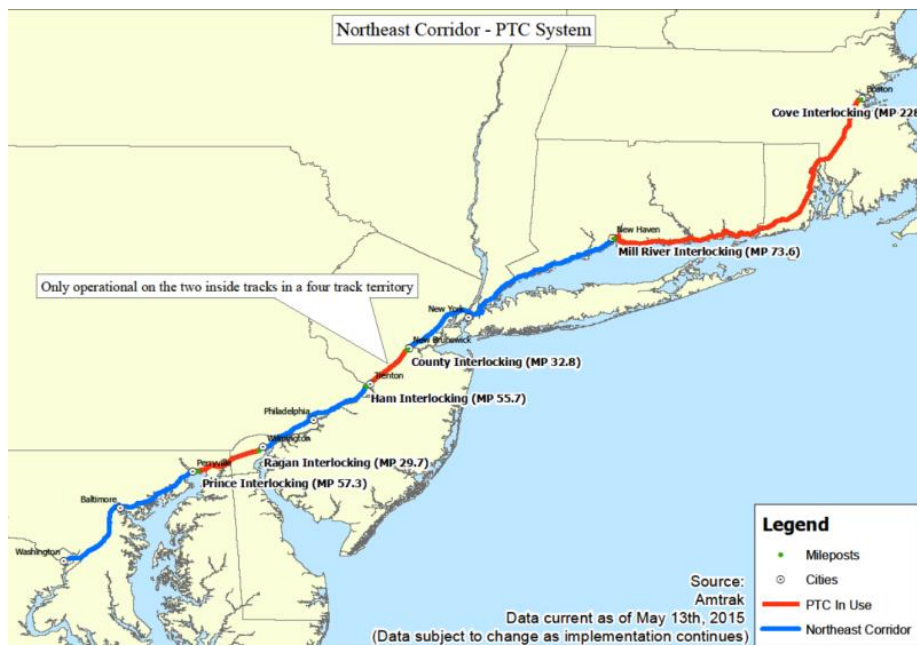 Northeast Corridor - PTC System
Boston
Cove Interlocking (MP 228
New Haven
Mill River Interlocking (MP 73.6)
Only operational on the two inside tracks in a four track territory
New York
New Brunswick
County Interlocking (MP 32.8)
Trenton
Ham Interlocking (MP 55.7)
Philadelphia
Wilmington
Ragan Interlocking (MP 29.7)
Perryville
Prince Interlocking (MP 57.3)
Baltimore
Washington
Legend
Mileposts
Cities
PTC In Use
Northeast Corridor
Source:
Amtrak
Data current as of May 13th, 2015
(Data subject to change as implementation continues)